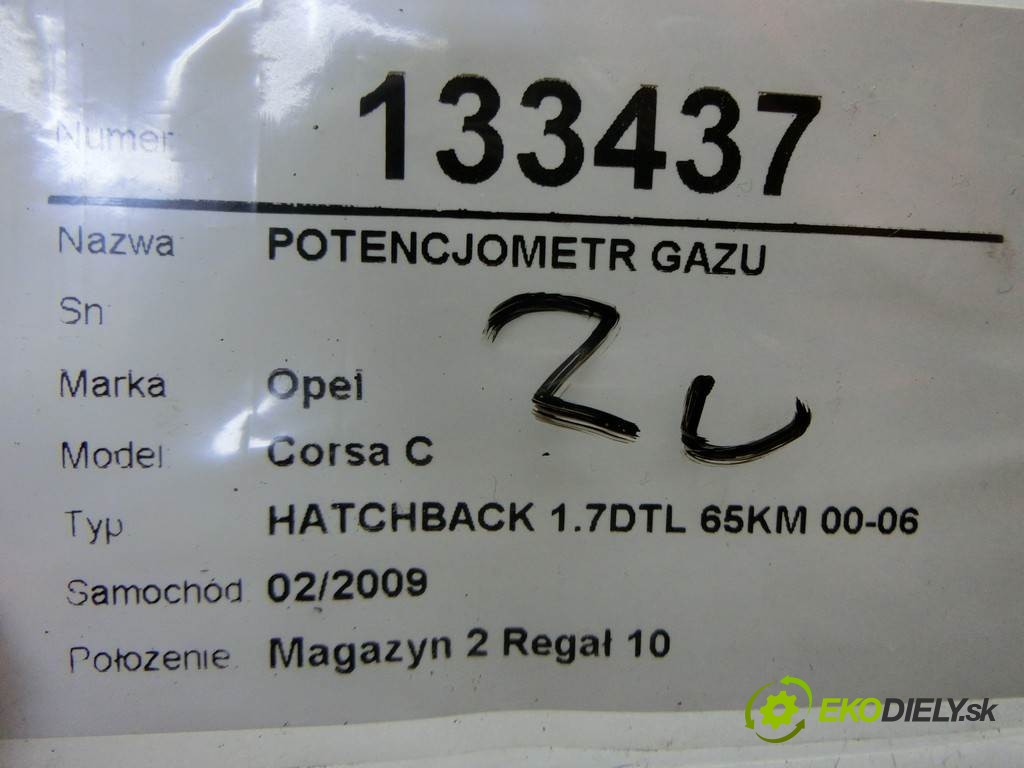 Numer 133437
Nazwa POTENCJOMETR GAZU
Sn
Marka Opel
Model Corsa C
Typ HATCHBACK 1.7DTL 65KM 00-06
Samochód 02/2009
Położenie Magazyn 2 Regał 10
EKODIELY.sk